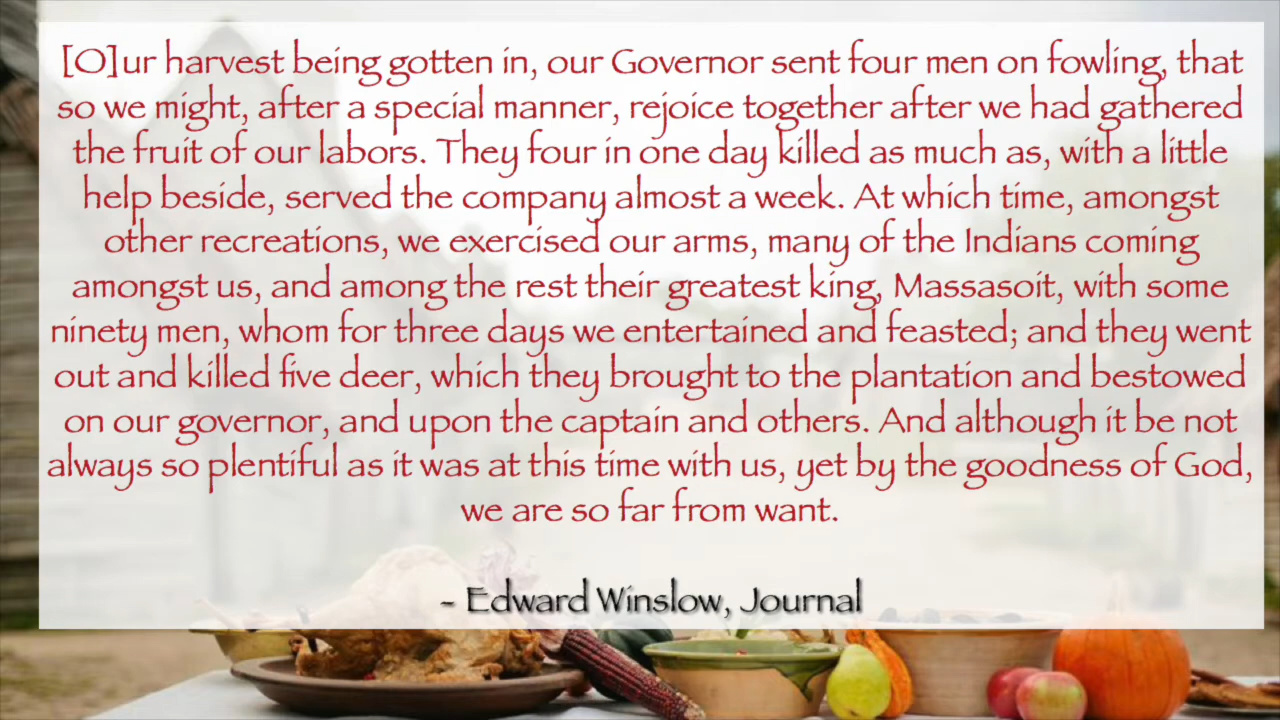 [O]ur harvest being gotten in, our Governor sent four men on fowling, that
so we might, after a special manner, rejoice together after we had gathered
the fruit of our labors. They four in one day killed as much as, with a little
help beside, served the company almost a week. At which time, amongst
other recreations, we exercised our arms, many of the Indians coming
amongst us, and among the rest their greatest king, Massasoit, with some
ninety men, whom for three days we entertained and feasted; and they went
out and killed five deer, which they brought to the plantation and bestowed
on our governor, and upon the captain and others. And although it be not
always so plentiful as it was at this time with us, yet by the goodness of God,
we are so far from want.
~ Edward Winslow, Journal